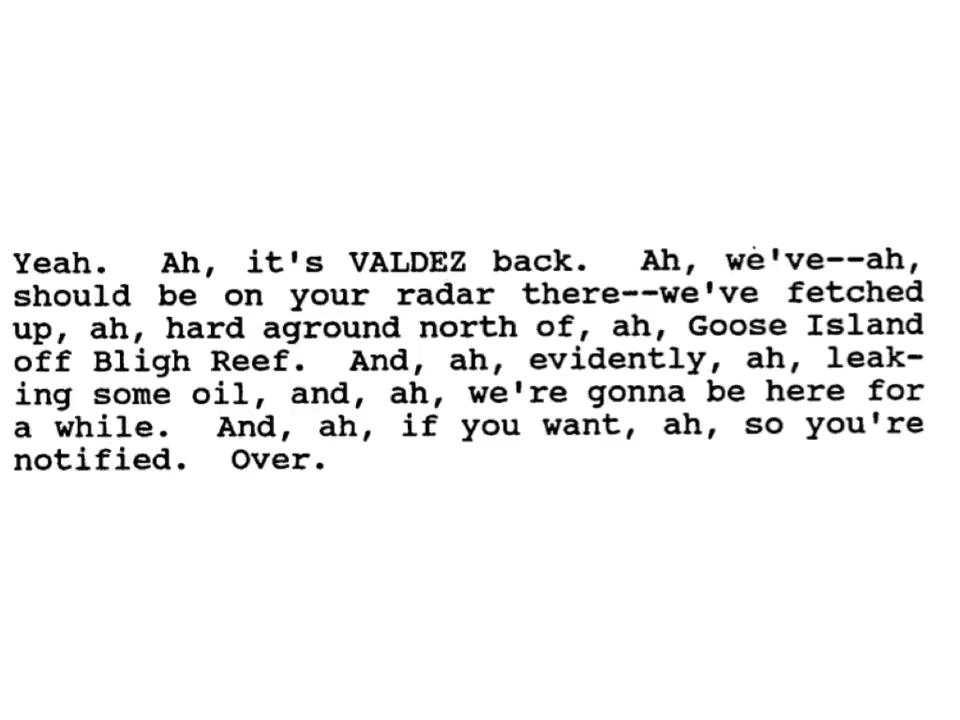 Yeah.  Ah, it's VALDEZ back.  Ah, we've--ah,
should be on your radar there--we've fetched
up, ah, hard aground north of, ah, Goose Island
off Bligh Reef.  And, ah, evidently, ah, leak-
ing some oil, and, ah, we're gonna be here for
a while.  And, ah, if you want, ah, so you're
notified.  Over.